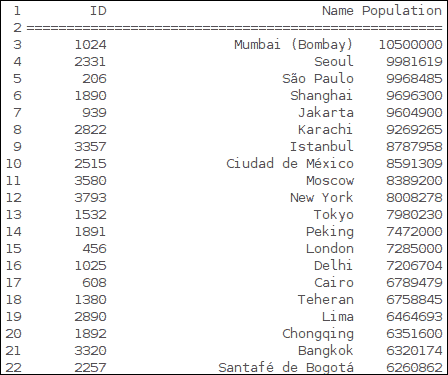 1 ID Name Population
2 ====================================================
3 1024 Mumbai (Bombay) 10500000
4 2331 Seoul 9981619
5 206 São Paulo 9968485
6 1890 Shanghai 9696300
7 939 Jakarta 9604900
8 2822 Karachi 9269265
9 3357 Istanbul 8787958
10 2515 Ciudad de México 8591309
11 3580 Moscow 8389200
12 3793 New York 8008278
13 1532 Tokyo 7980230
14 1891 Peking 7472000
15 456 London 7285000
16 1025 Delhi 7206704
17 608 Cairo 6789479
18 1380 Teheran 6758845
19 2890 Lima 6464693
20 1892 Chongqing 6351600
21 3320 Bangkok 6320174
22 2257 Santafé de Bogotá 6260862